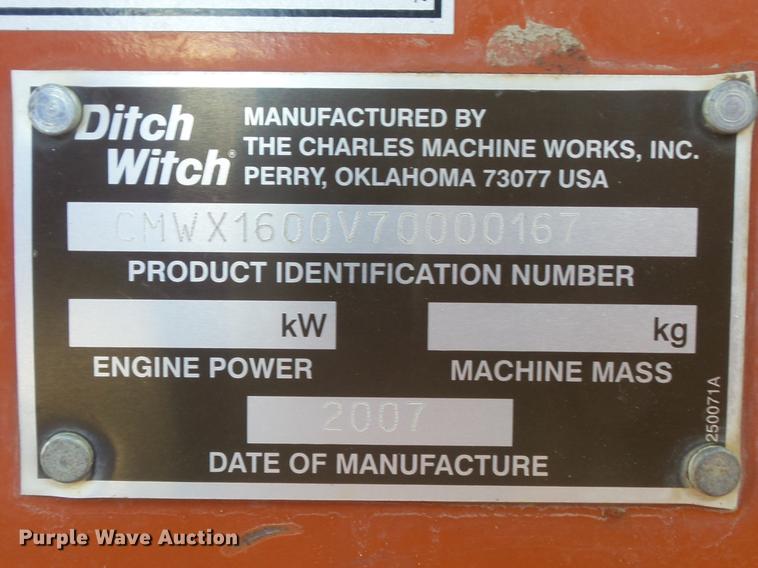 Ditch
Witch®
MANUFACTURED BY
THE CHARLES MACHINE WORKS, INC.
PERRY, OKLAHOMA 73077 USA
CMWX1600V70000167
PRODUCT IDENTIFICATION NUMBER
kW
ENGINE POWER
kg
MACHINE MASS
2007
DATE OF MANUFACTURE
250071A
Purple Wave Auction